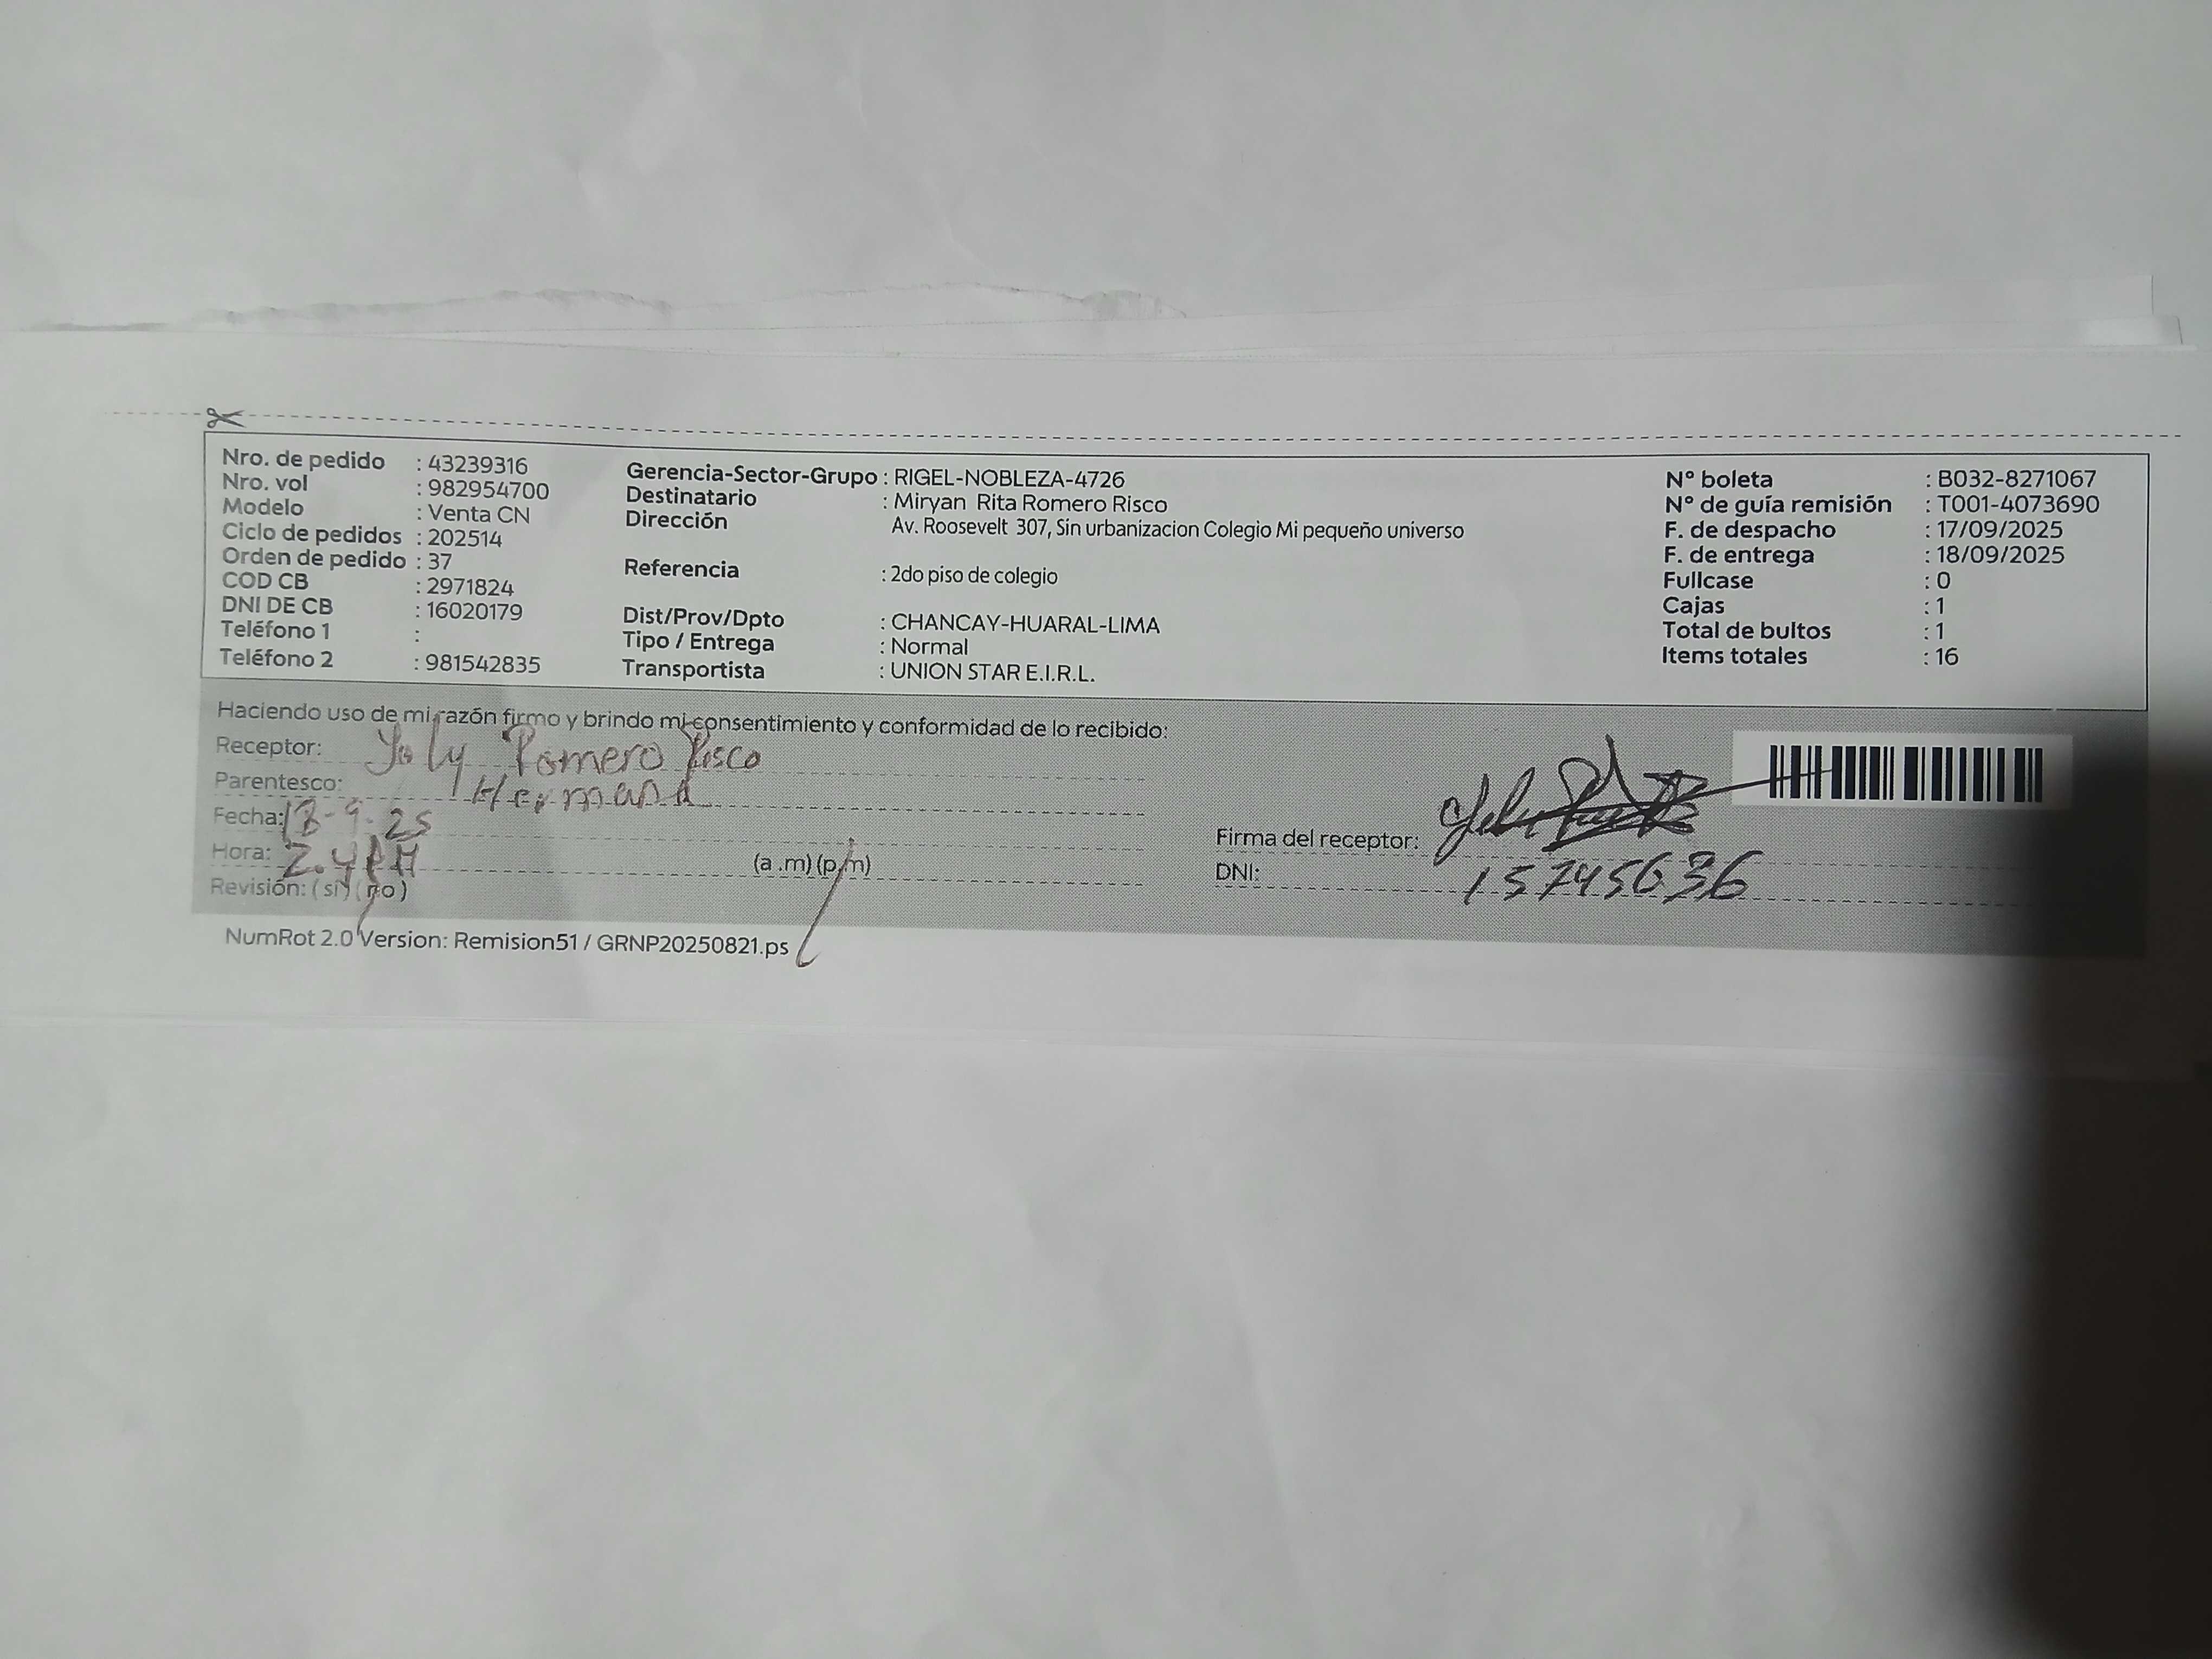 Nro. de pedido : 43239316
Nro. vol : 982954700
Modelo : Venta CN
Ciclo de pedidos : 202514
Orden de pedido : 37
COD CB : 2971824
DNI DE CB : 16020179
Teléfono 1 :
Teléfono 2 : 981542835
Gerencia-Sector-Grupo : RIGEL-NOBLEZA-4726
Destinatario : Miryan Rita Romero Risco
Dirección Av. Roosevelt 307, Sin urbanizacion Colegio Mi pequeño universo
Referencia : 2do piso de colegio
Dist/Prov/Dpto : CHANCAY-HUARAL-LIMA
Tipo / Entrega : Normal
Transportista : UNION STAR E.I.R.L.
N° boleta : B032-8271067
N° de guía remisión : T001-4073690
F. de despacho : 17/09/2025
F. de entrega : 18/09/2025
Fullcase : 0
Cajas : 1
Total de bultos : 1
Items totales : 16
Haciendo uso de mi razón firmo y brindo mi consentimiento y conformidad de lo recibido:
Receptor: Yoly Romero Risco
Parentesco: Hermana
Fecha: 18-9-25
Hora: (a .m) (p/m)
Revisión: ( si) ( no )
Firma del receptor:
DNI: 15745636
NumRot 2.0 Version: Remision51 / GRNP20250821.ps